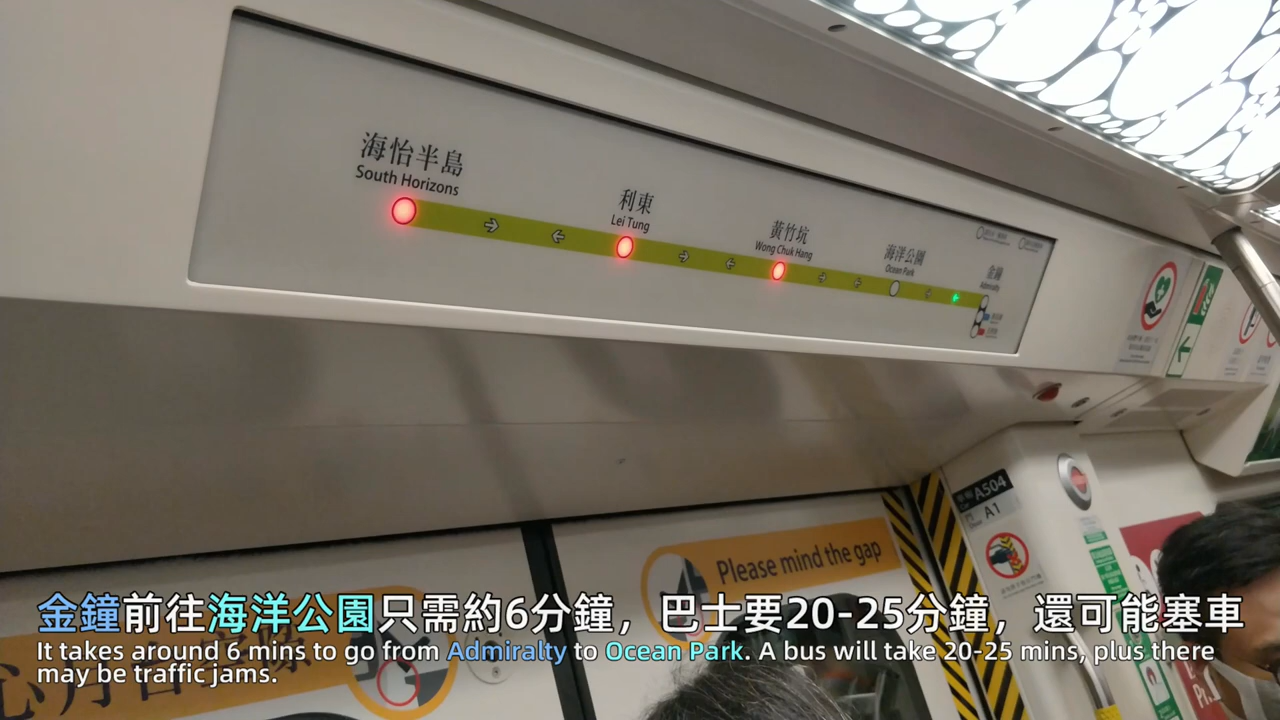 海怡半島
South Horizons
利東
Lei Tung
黃竹坑
Wong Chuk Hang
海洋公園
Ocean Park
金鐘
Admiralty
A504
A1
Please mind the gap
金鐘前往海洋公園只需約6分鐘，巴士要20-25分鐘，還可能塞車
It takes around 6 mins to go from Admiralty to Ocean Park. A bus will take 20-25 mins, plus there
may be traffic jams.